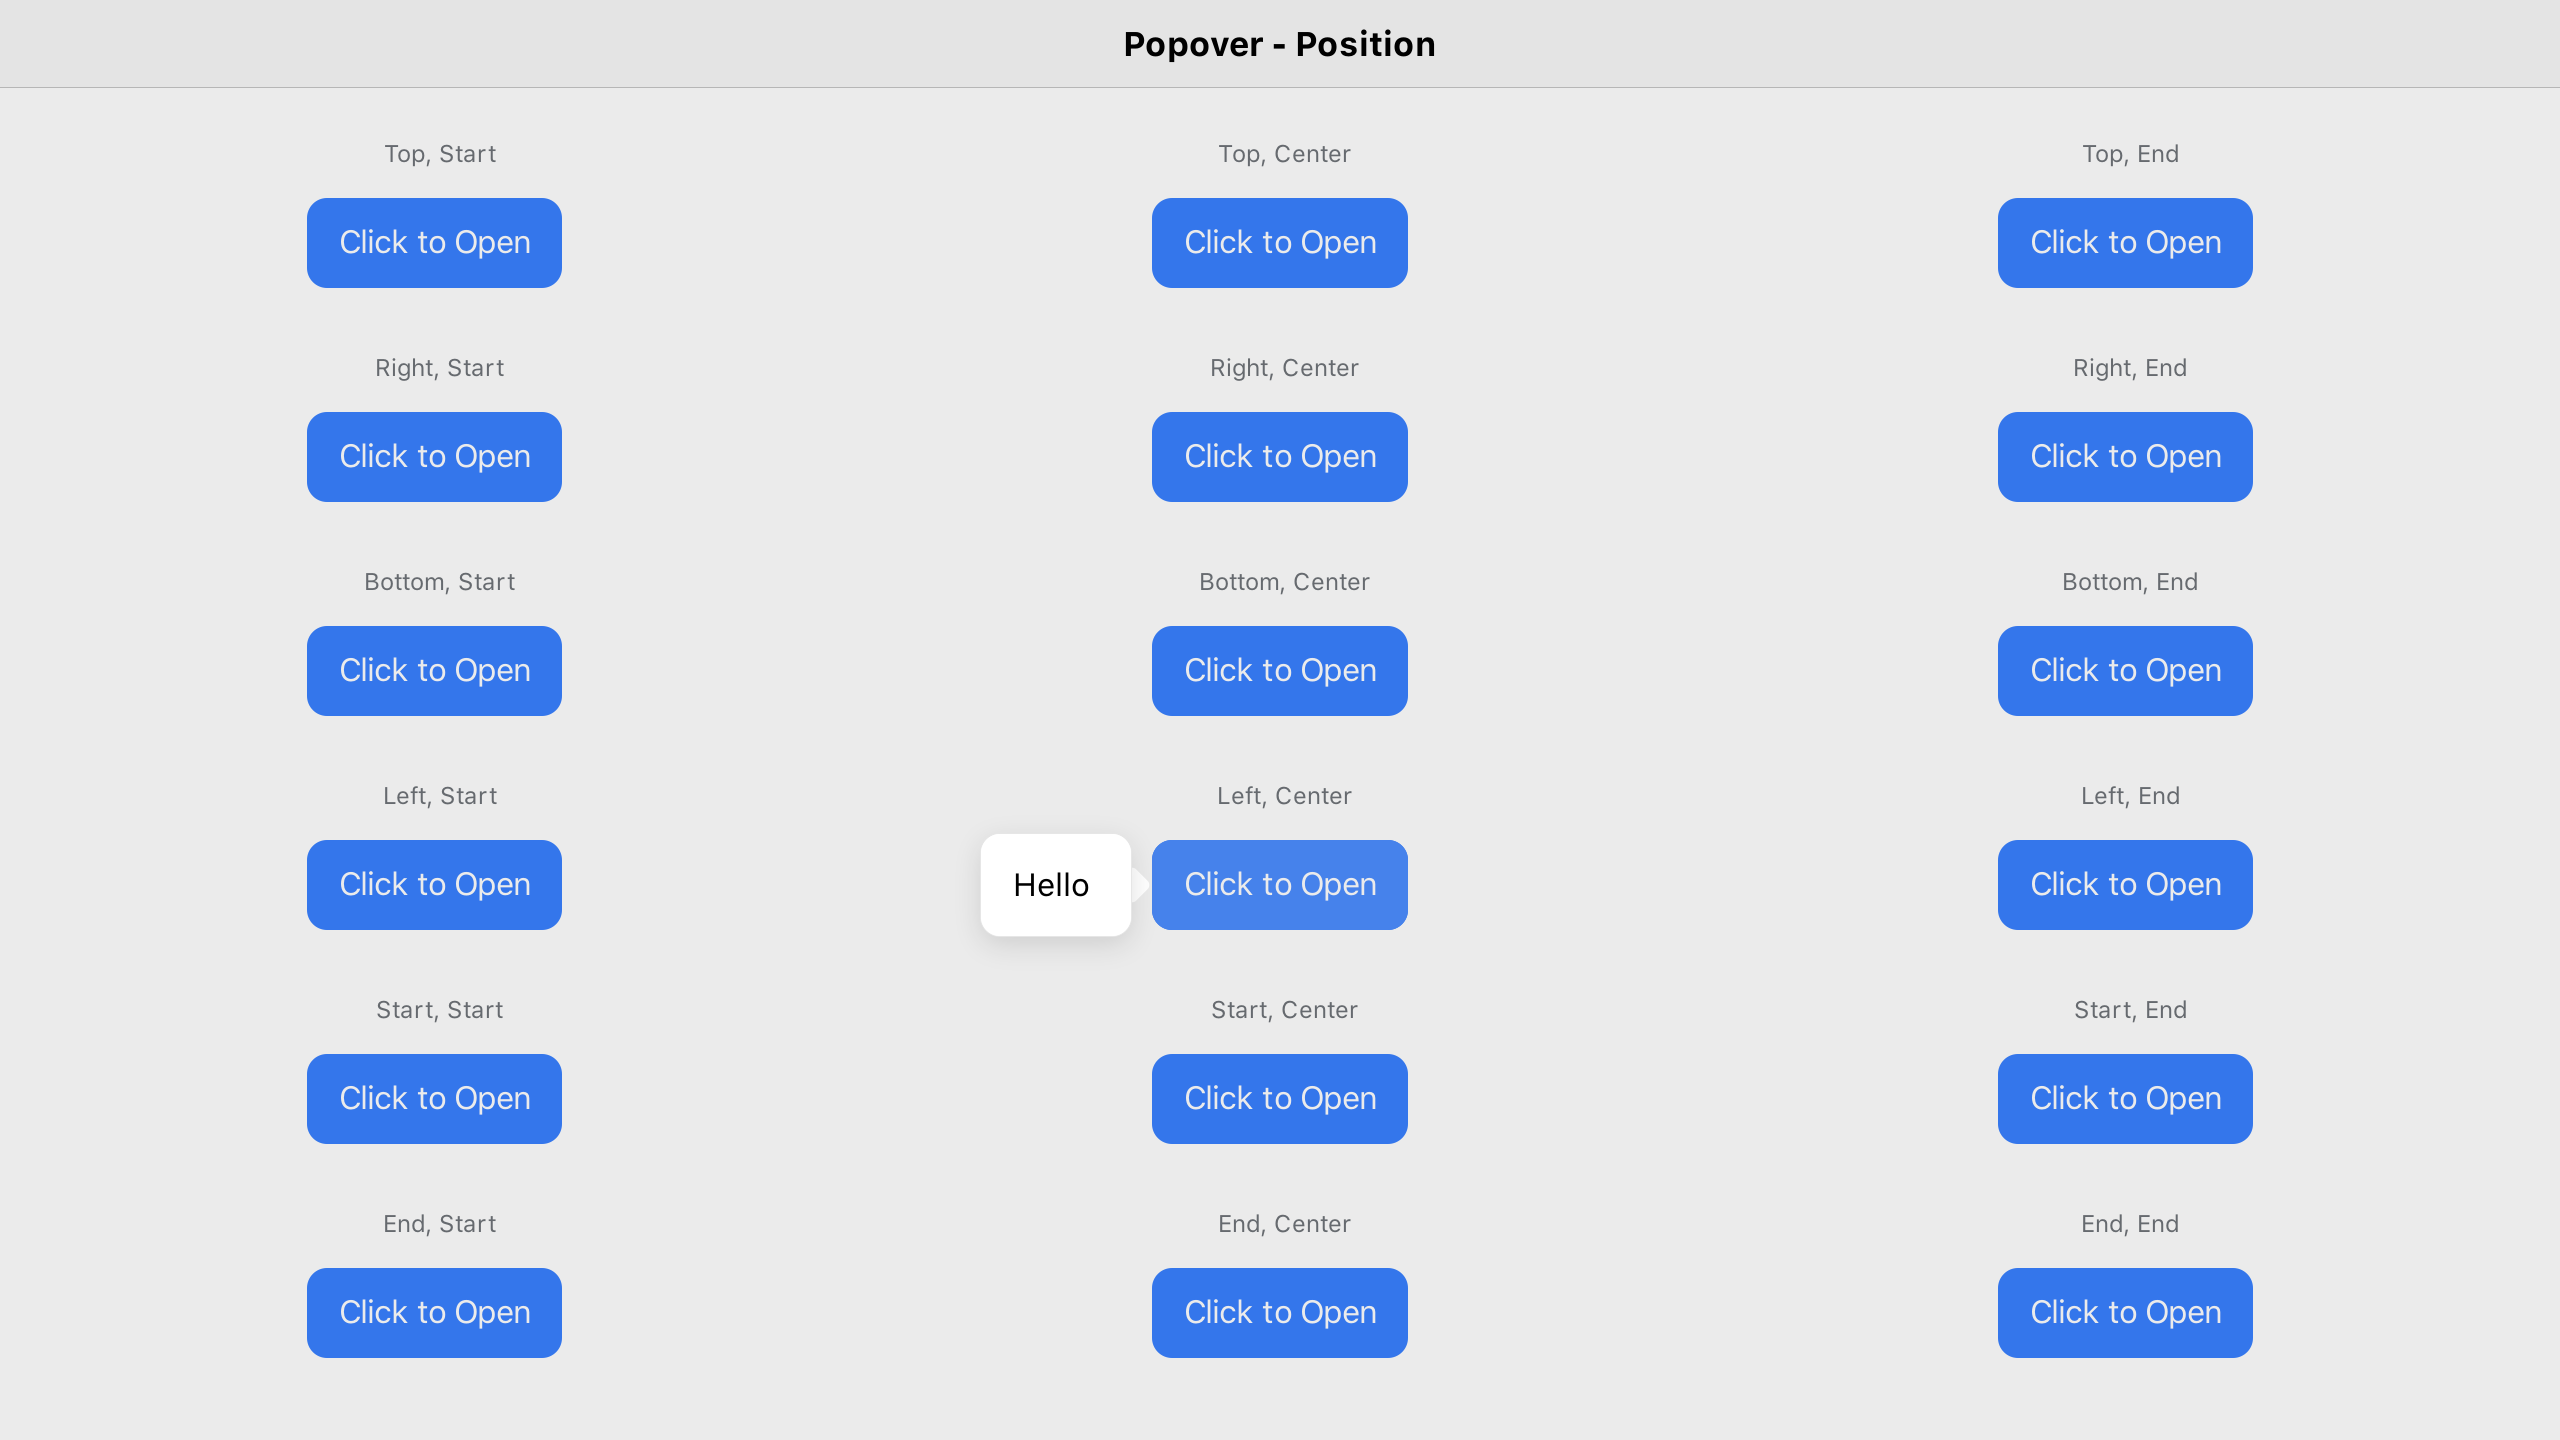 Popover - Position
Top, Start
Top, Center
Top, End
Click to Open
Click to Open
Click to Open
Right, Start
Right, Center
Right, End
Click to Open
Click to Open
Click to Open
Bottom, Start
Bottom, Center
Bottom, End
Click to Open
Click to Open
Click to Open
Left, Start
Left, Center
Left, End
Click to Open
Hello
Click to Open
Click to Open
Start, Start
Start, Center
Start, End
Click to Open
Click to Open
Click to Open
End, Start
End, Center
End, End
Click to Open
Click to Open
Click to Open